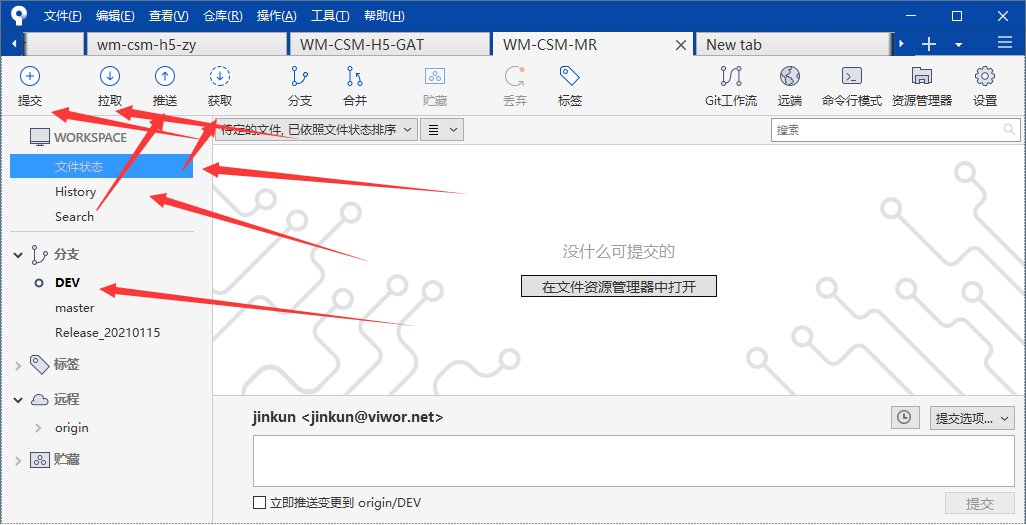 文件(F) 编辑(E) 查看(V) 仓库(R) 操作(A) 工具(T) 帮助(H)
wm-csm-h5-zy WM-CSM-H5-GAT WM-CSM-MR New tab
提交 拉取 推送 获取 分支 合并 贮藏 丢弃 标签 Git工作流 远端 命令行模式 资源管理器 设置
WORKSPACE
待定的文件, 已依照文件状态排序
搜索
文件状态
History
Search
分支
DEV
master
Release_20210115
标签
远程
origin
贮藏
没什么可提交的
在文件资源管理器中打开
jinkun <jinkun@viwor.net>
提交选项...
立即推送变更到 origin/DEV
提交